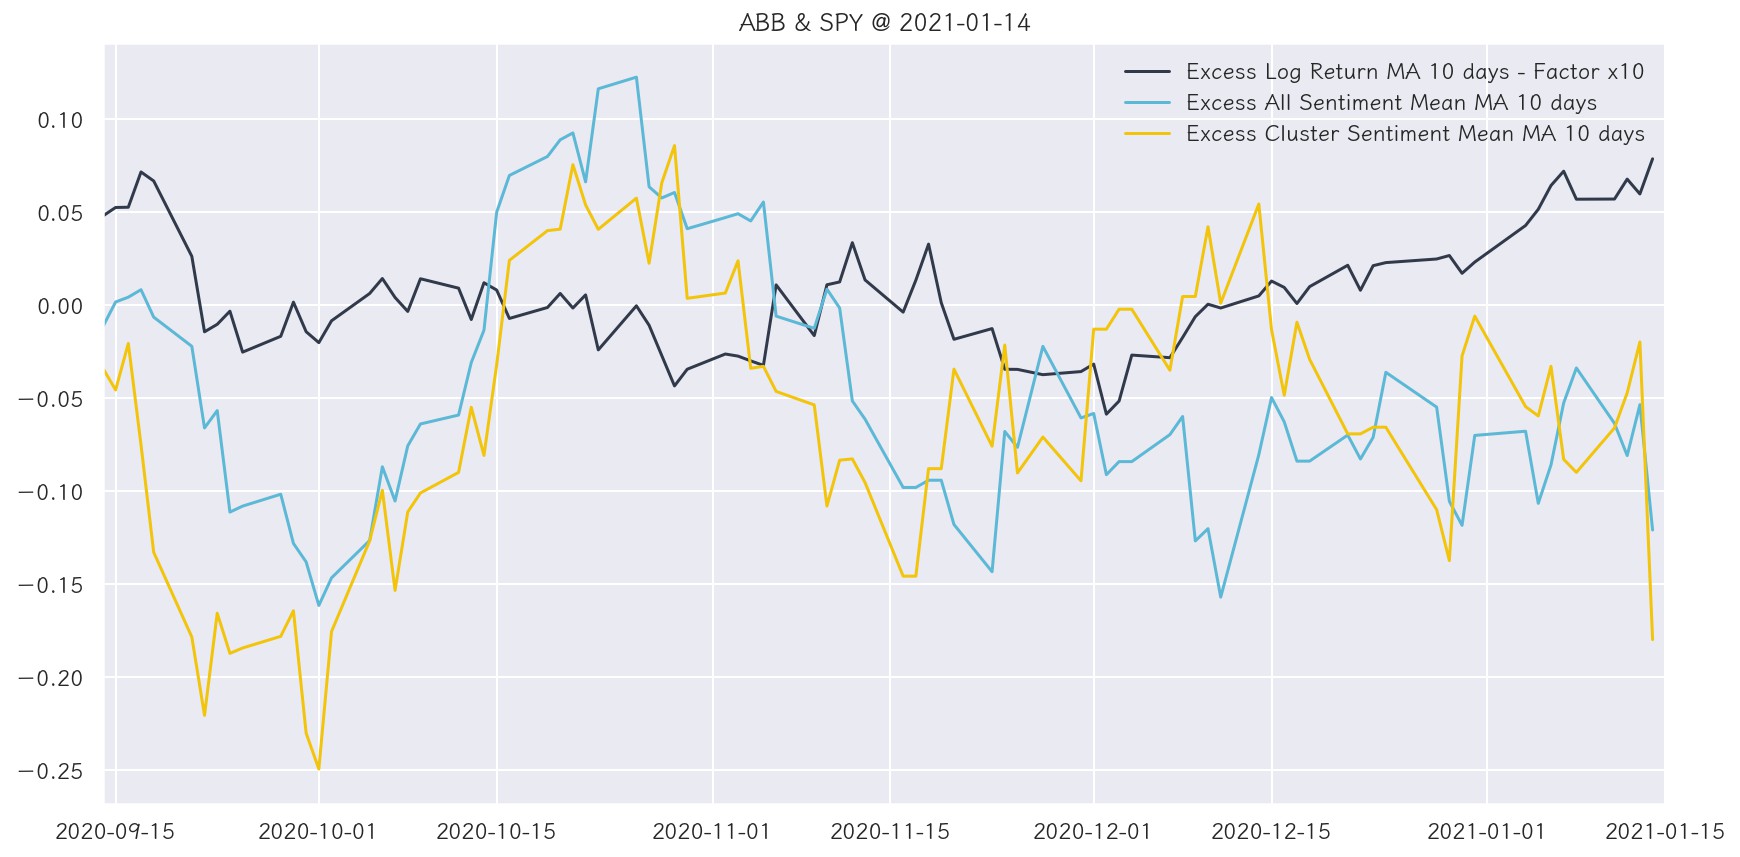 ABB & SPY @ 2021-01-14
Excess Log Return MA 10 days - Factor x10
Excess All Sentiment Mean MA 10 days
Excess Cluster Sentiment Mean MA 10 days
0.10
0.05
0.00
−0.05
−0.10
−0.15
−0.20
−0.25
2020-09-15 2020-10-01 2020-10-15 2020-11-01 2020-11-15 2020-12-01 2020-12-15 2021-01-01 2021-01-15